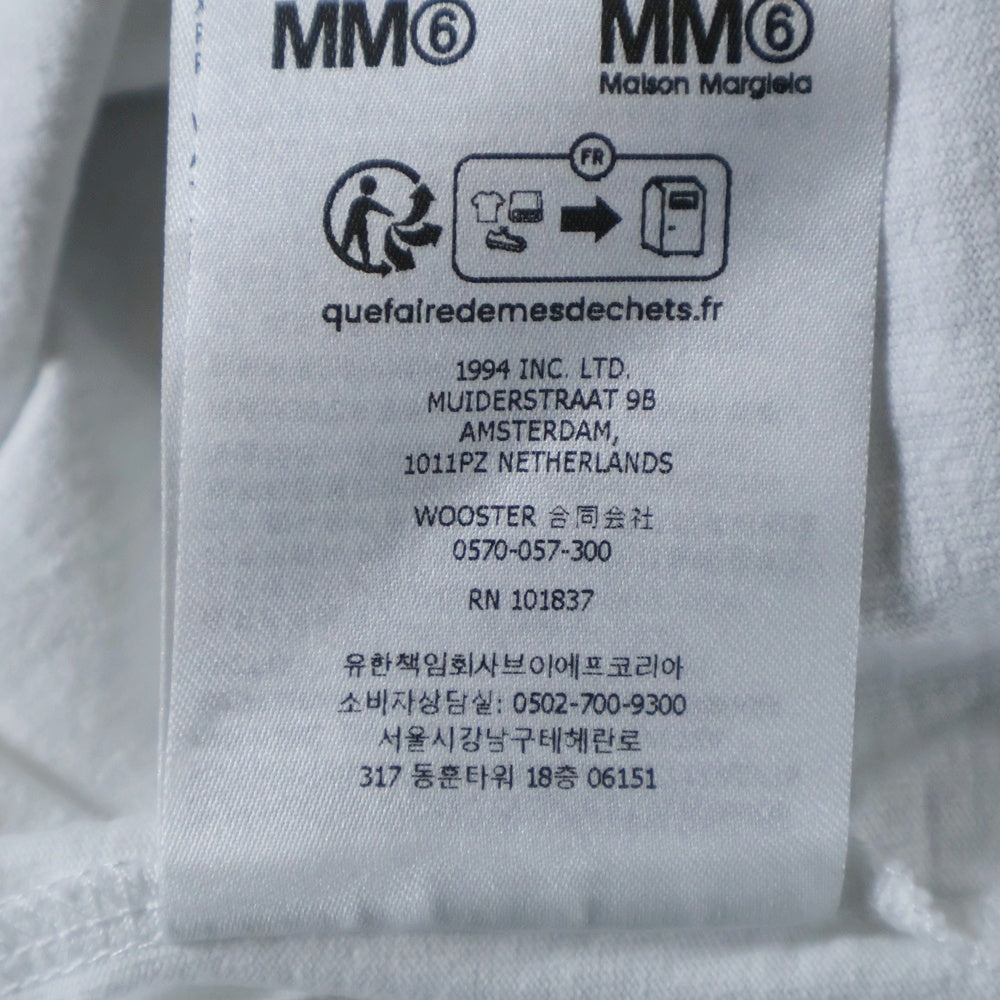 MM⑥ MM⑥
Maison Margiela
FR
quefairedemesdechets.fr
1994 INC. LTD.
MUIDERSTRAAT 9B
AMSTERDAM,
1011PZ NETHERLANDS
WOOSTER 合同会社
0570-057-300
RN 101837
유한책임회사브이에프코리아
소비자상담실: 0502-700-9300
서울시강남구테헤란로
317 동훈타워 18층 06151